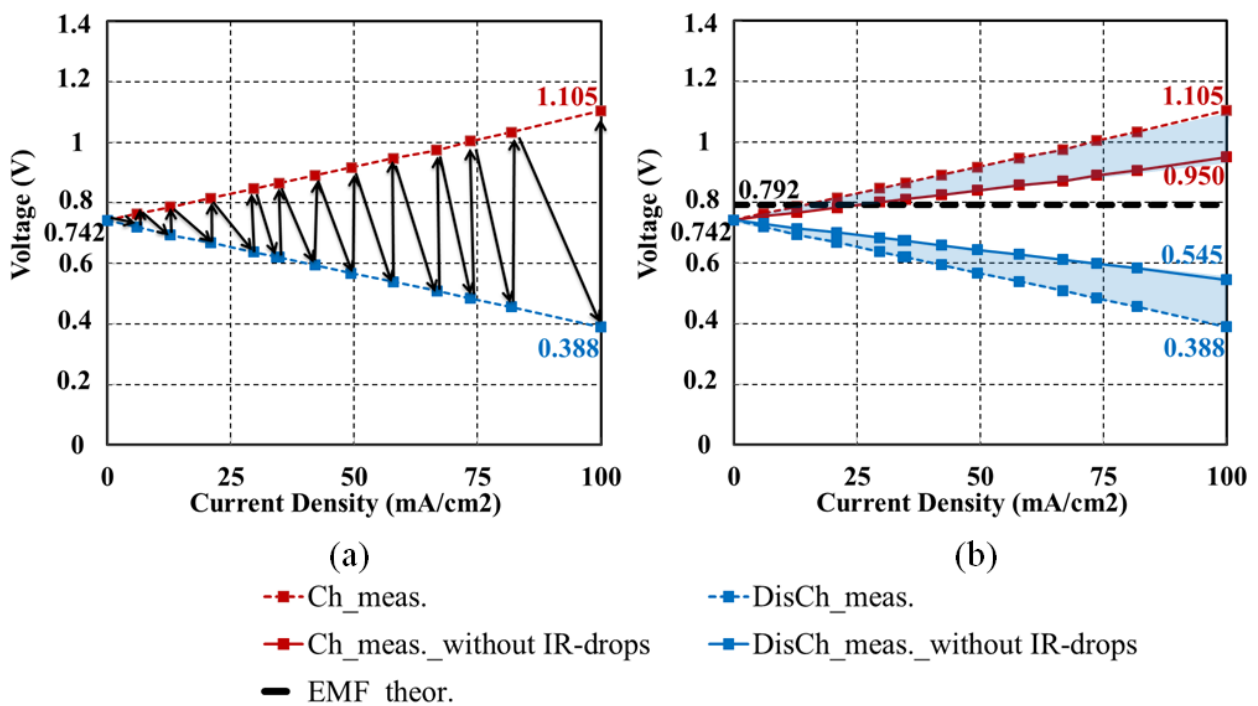 1.4
1.2
1
0.8
0.6
0.4
0.2
0
Voltage (V)
1.105
0.742
0.388
0 25 50 75 100
Current Density (mA/cm2)
(a)
1.4
1.2
1
0.8
0.6
0.4
0.2
0
Voltage (V)
1.105
0.950
0.792
0.742
0.545
0.388
0 25 50 75 100
Current Density (mA/cm2)
(b)
Ch_meas.
DisCh_meas.
Ch_meas._without IR-drops
DisCh_meas._without IR-drops
EMF theor.